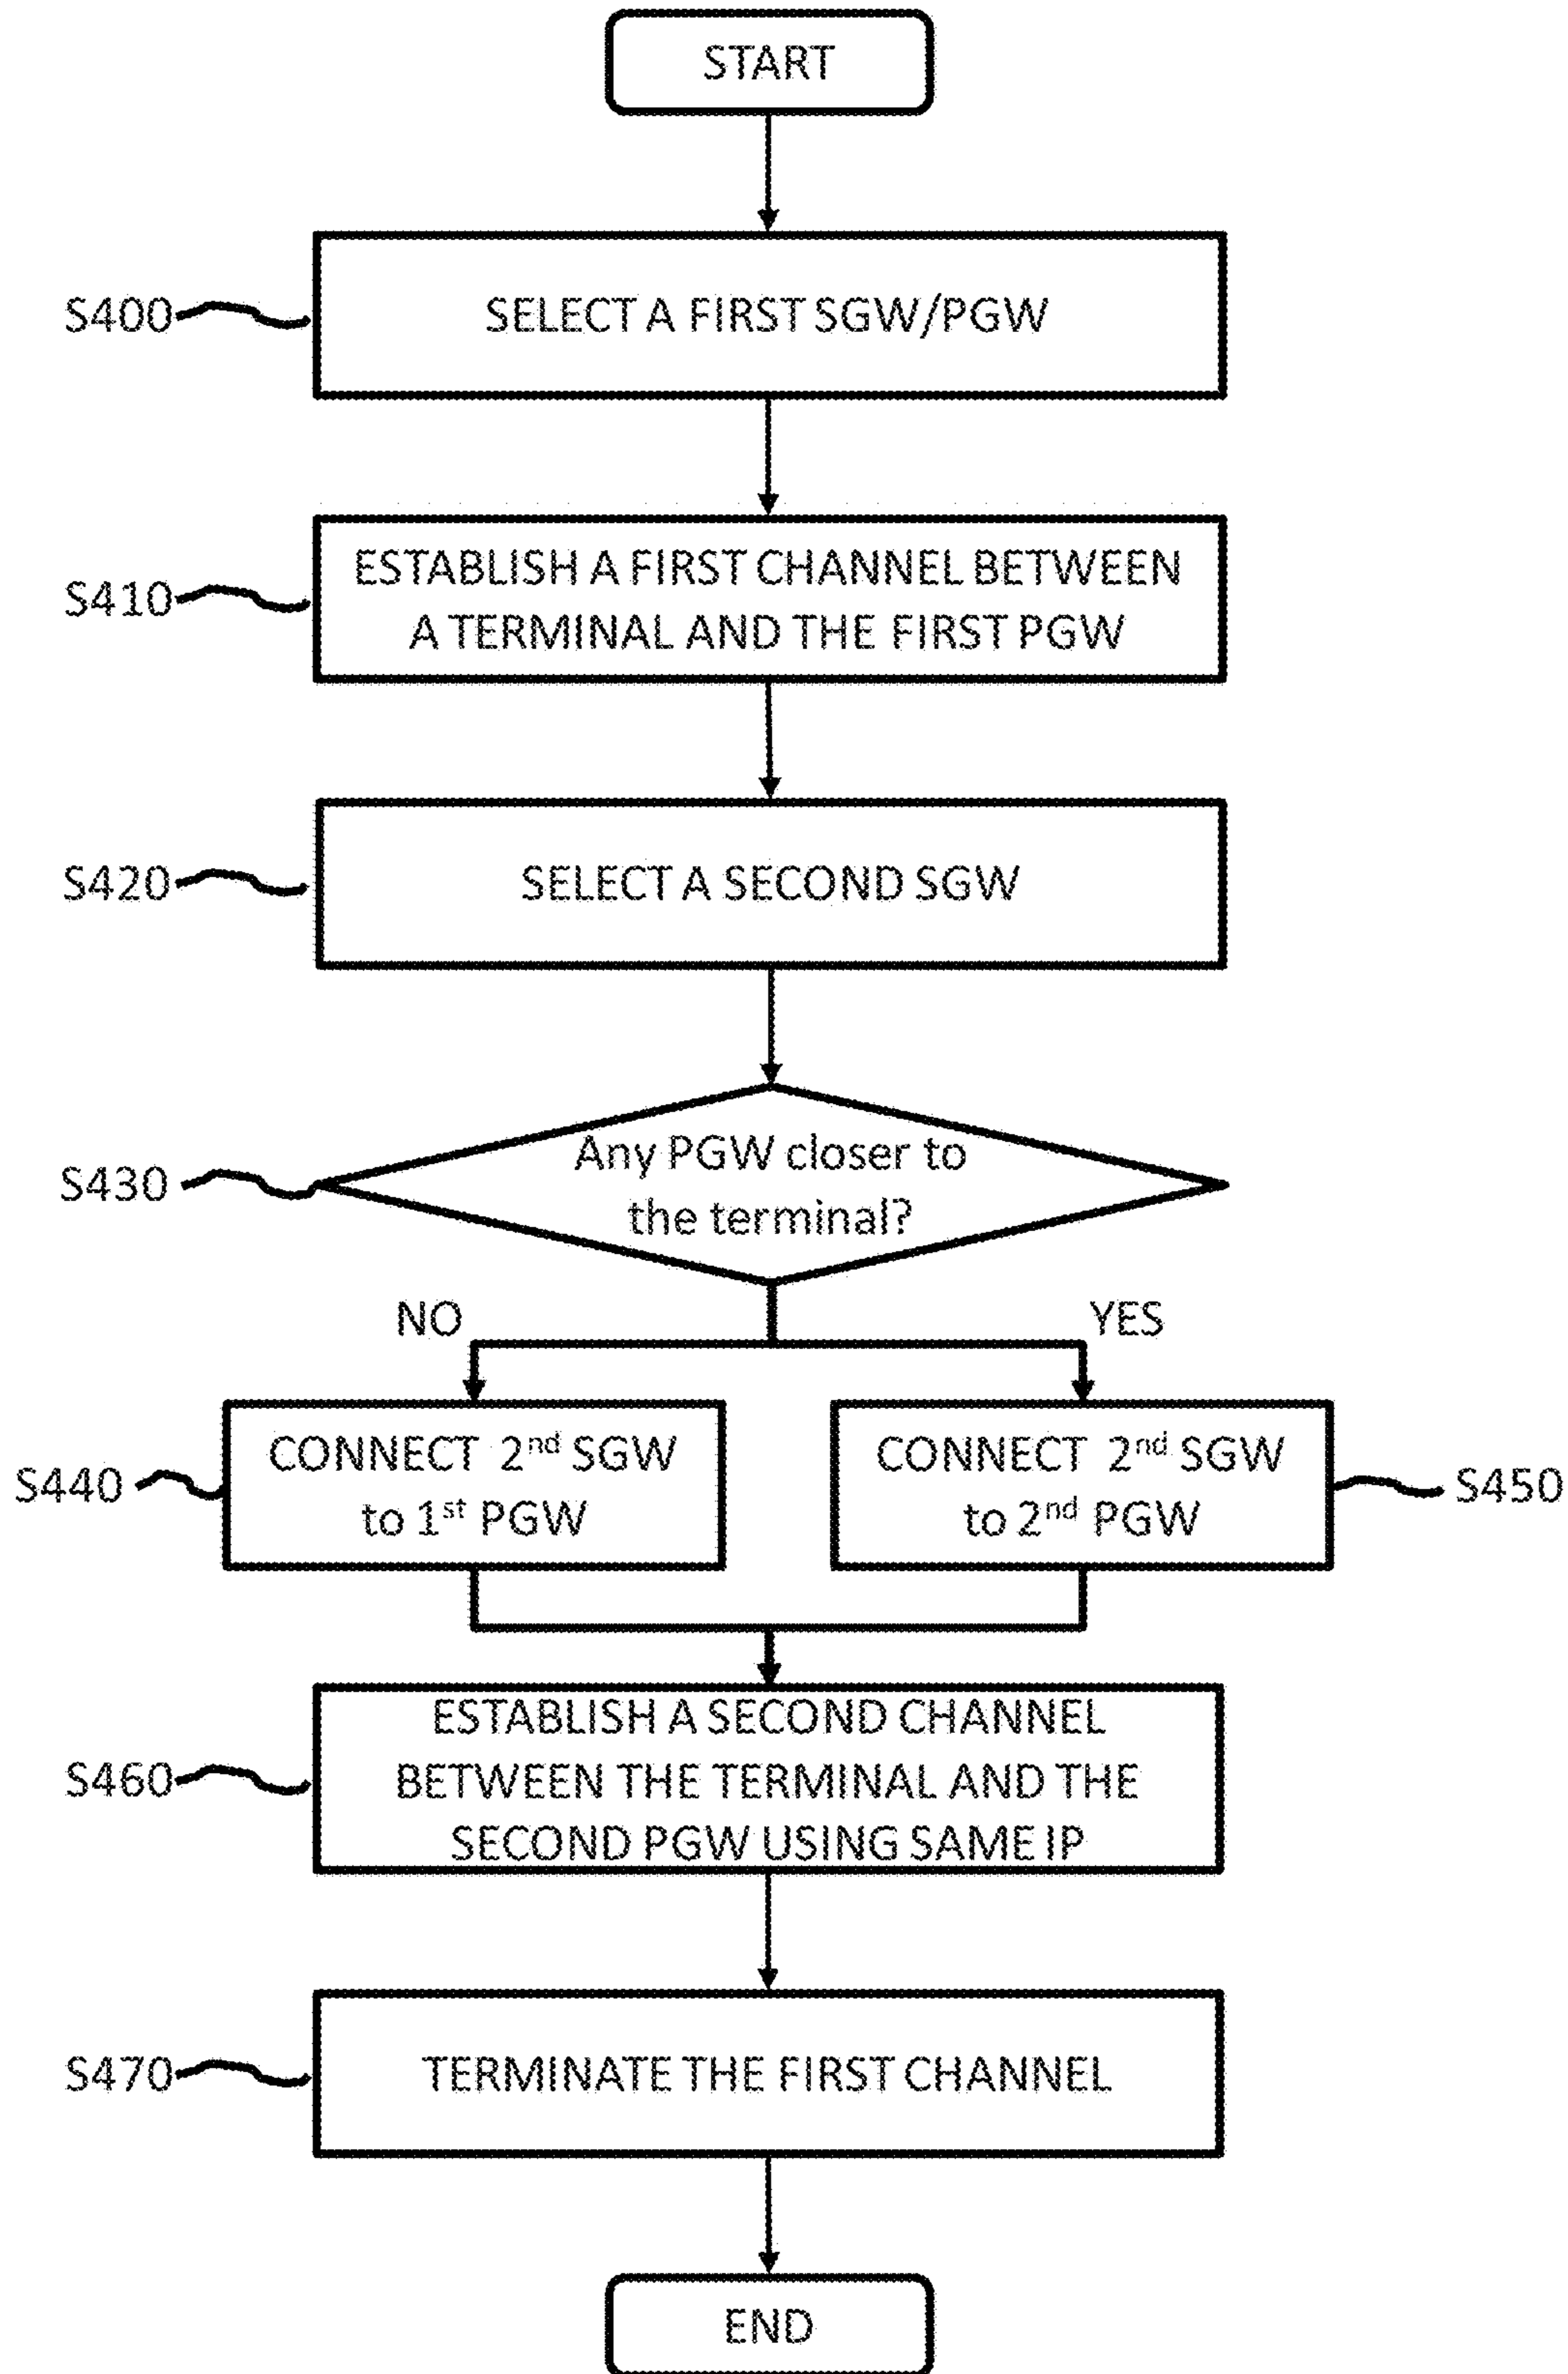 START
S400
SELECT A FIRST SGW/PGW
S410
ESTABLISH A FIRST CHANNEL BETWEEN
A TERMINAL AND THE FIRST PGW
S420
SELECT A SECOND SGW
S430
Any PGW closer to
the terminal?
NO
YES
S440
CONNECT 2nd SGW
to 1st PGW
CONNECT 2nd SGW
to 2nd PGW
S450
S460
ESTABLISH A SECOND CHANNEL
BETWEEN THE TERMINAL AND THE
SECOND PGW USING SAME IP
S470
TERMINATE THE FIRST CHANNEL
END